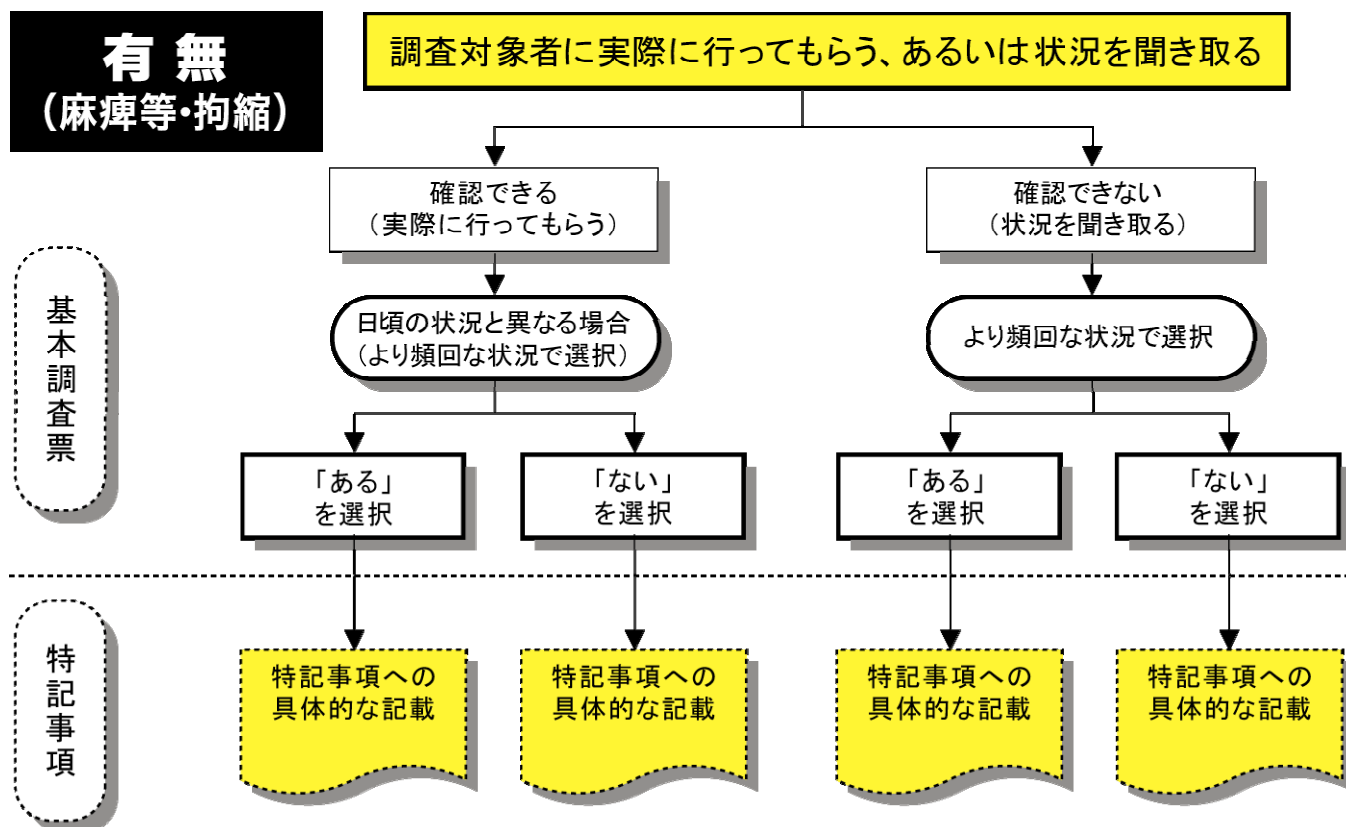 有無
(麻痺等・拘縮)
調査対象者に実際に行ってもらう、あるいは状況を聞き取る
確認できる
(実際に行ってもらう)
確認できない
(状況を聞き取る)
基本調査票
日頃の状況と異なる場合
(より頻回な状況で選択)
より頻回な状況で選択
「ある」
を選択
「ない」
を選択
「ある」
を選択
「ない」
を選択
特記事項
特記事項への
具体的な記載
特記事項への
具体的な記載
特記事項への
具体的な記載
特記事項への
具体的な記載